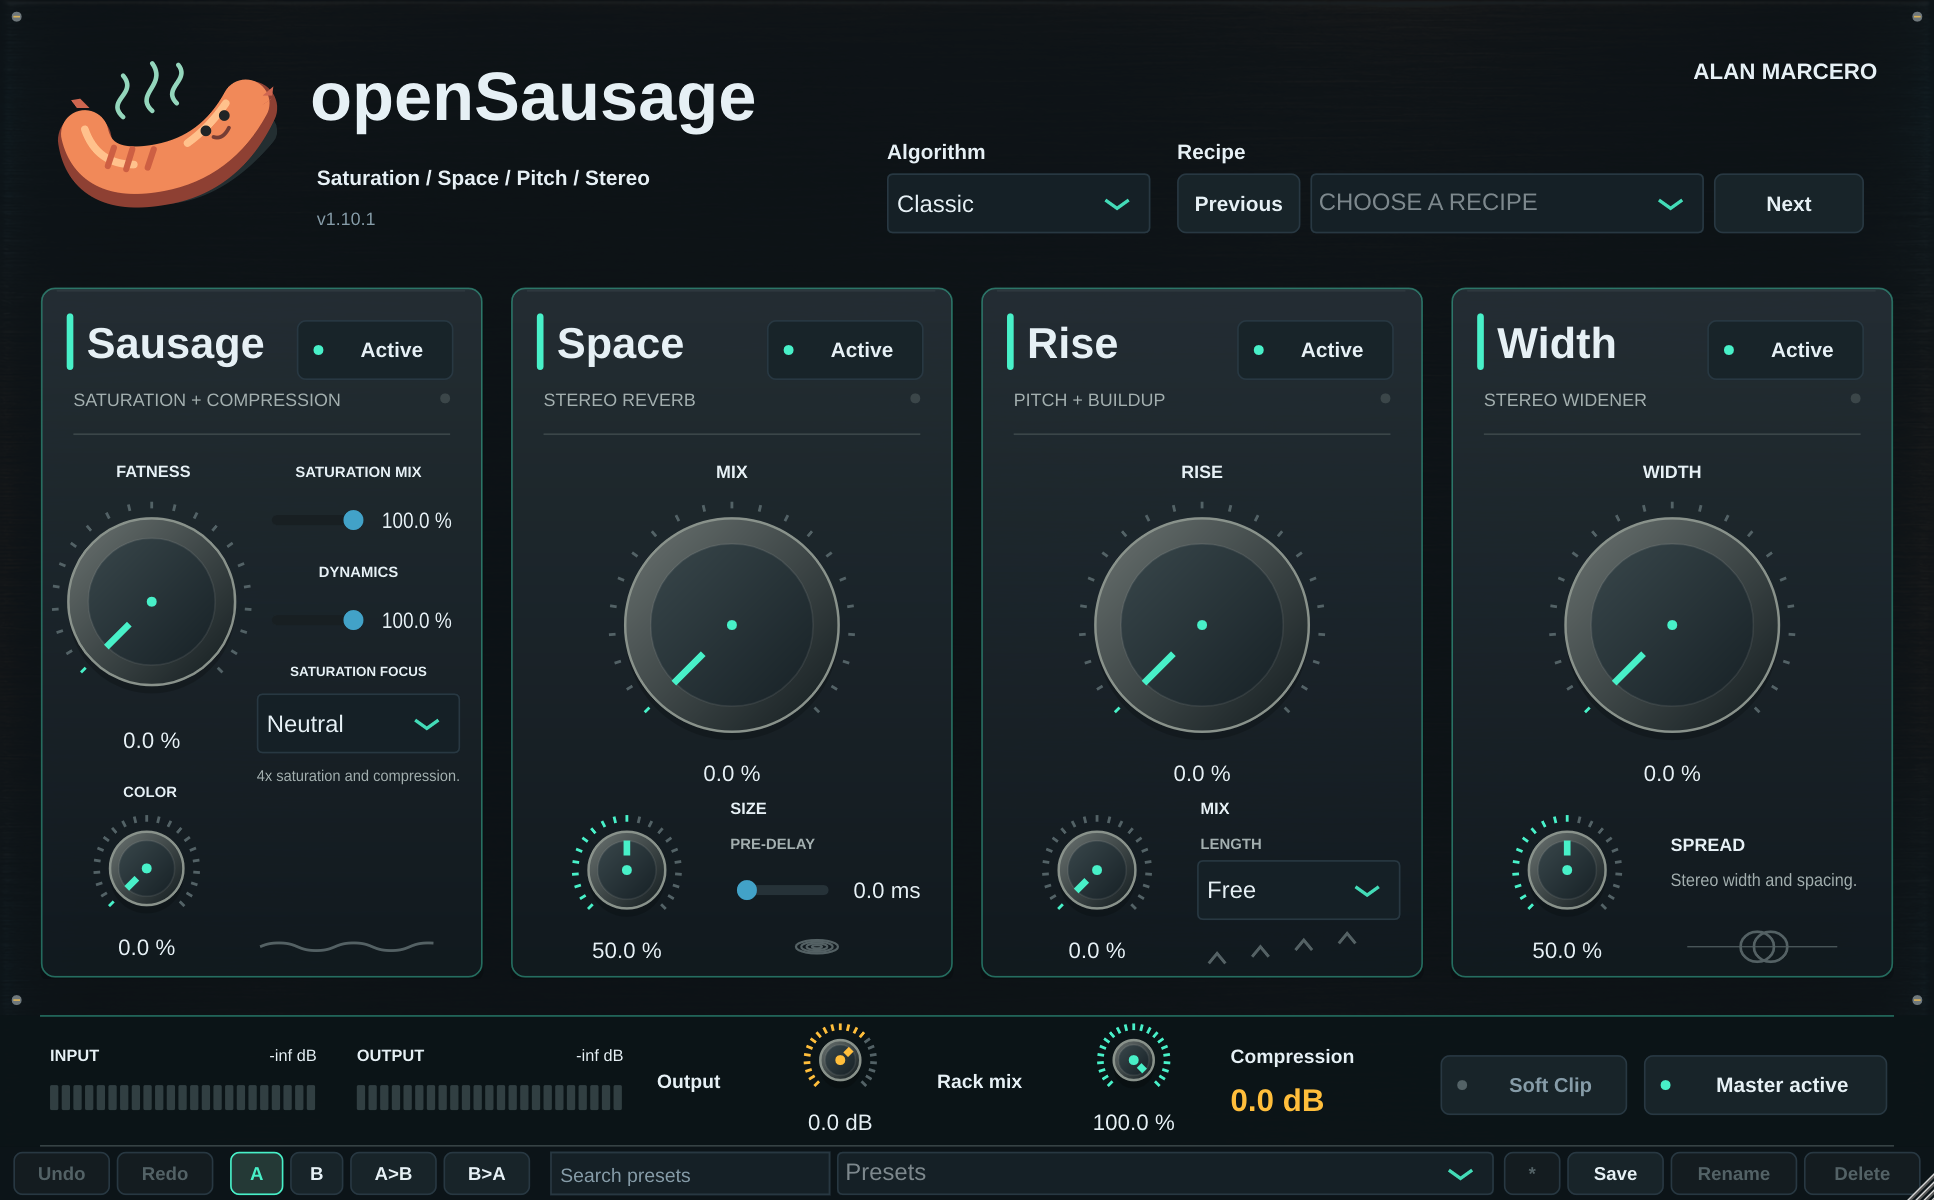 openSausage
Saturation / Space / Pitch / Stereo
v1.10.1
ALAN MARCERO
Algorithm
Classic
Recipe
Previous
CHOOSE A RECIPE
Next
Sausage
Active
SATURATION + COMPRESSION
FATNESS
0.0 %
SATURATION MIX
100.0 %
DYNAMICS
100.0 %
SATURATION FOCUS
Neutral
4x saturation and compression.
COLOR
0.0 %
Space
Active
STEREO REVERB
MIX
0.0 %
SIZE
50.0 %
PRE-DELAY
0.0 ms
Rise
Active
PITCH + BUILDUP
RISE
0.0 %
MIX
0.0 %
LENGTH
Free
Width
Active
STEREO WIDENER
WIDTH
0.0 %
SPREAD
Stereo width and spacing.
50.0 %
INPUT
-inf dB
OUTPUT
-inf dB
Output
0.0 dB
Rack mix
100.0 %
Compression
0.0 dB
Soft Clip
Master active
Undo
Redo
A
B
A>B
B>A
Search presets
Presets
*
Save
Rename
Delete